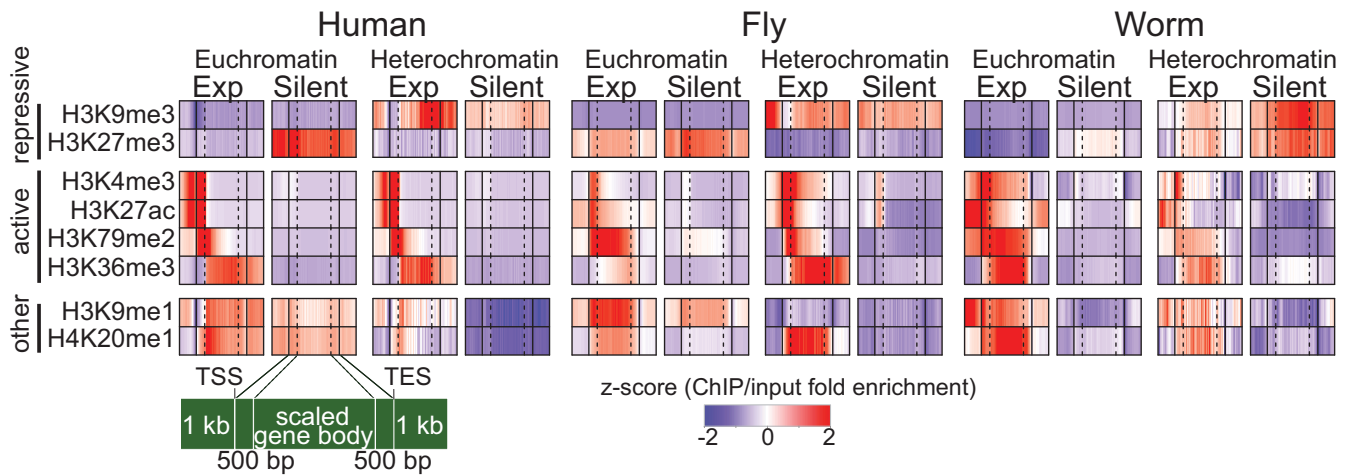 Human Fly Worm
Euchromatin Heterochromatin Euchromatin Heterochromatin Euchromatin Heterochromatin
Exp Silent Exp Silent Exp Silent Exp Silent Exp Silent Exp Silent
repressive
H3K9me3
H3K27me3
active
H3K4me3
H3K27ac
H3K79me2
H3K36me3
other
H3K9me1
H4K20me1
TSS TES
1 kb scaled gene body 1 kb
500 bp 500 bp
z-score (ChIP/input fold enrichment)
-2 0 2